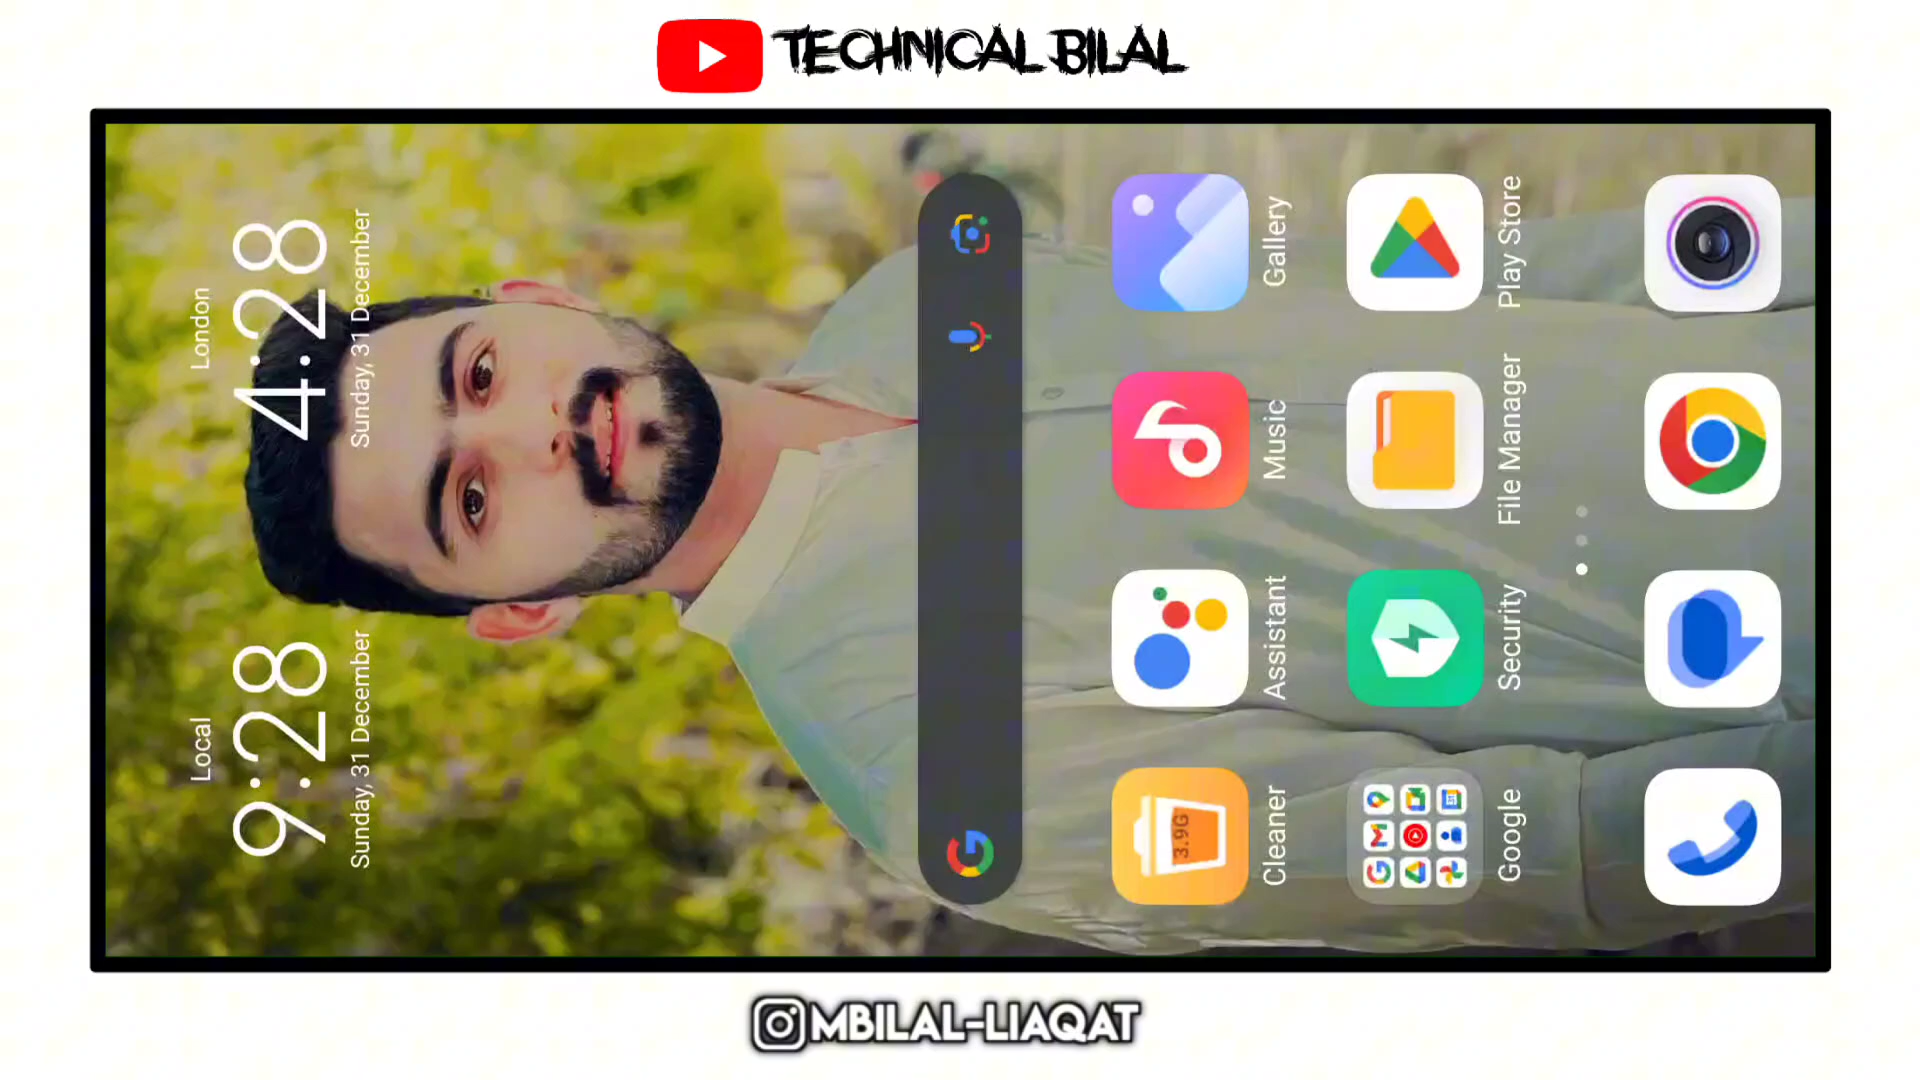 TECHNICAL BILAL
Local
9:28
Sunday, 31 December
London
4:28
Sunday, 31 December
3.9G
Cleaner
Assistant
Music
Gallery
Google
Security
File Manager
Play Store
MBILAL-LIAQAT